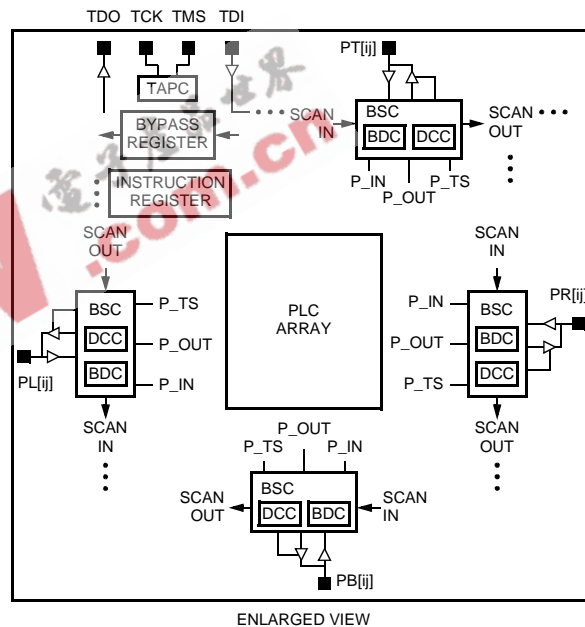 TDO TCK TMS TDI
PT[ij]
TAPC
BYPASS
REGISTER
INSTRUCTION
REGISTER
SCAN
IN
BSC
BDC DCC
SCAN
OUT
P_IN P_TS
P_OUT
SCAN
OUT
BSC
DCC
BDC
P_TS
P_OUT
P_IN
PL[ij]
SCAN
IN
PLC
ARRAY
SCAN
IN
P_IN
P_OUT
P_TS
BSC
BDC
DCC
PR[ij]
SCAN
OUT
P_OUT
P_TS P_IN
BSC
DCC BDC
SCAN
OUT
SCAN
IN
PB[ij]
ENLARGED VIEW
.com.cn